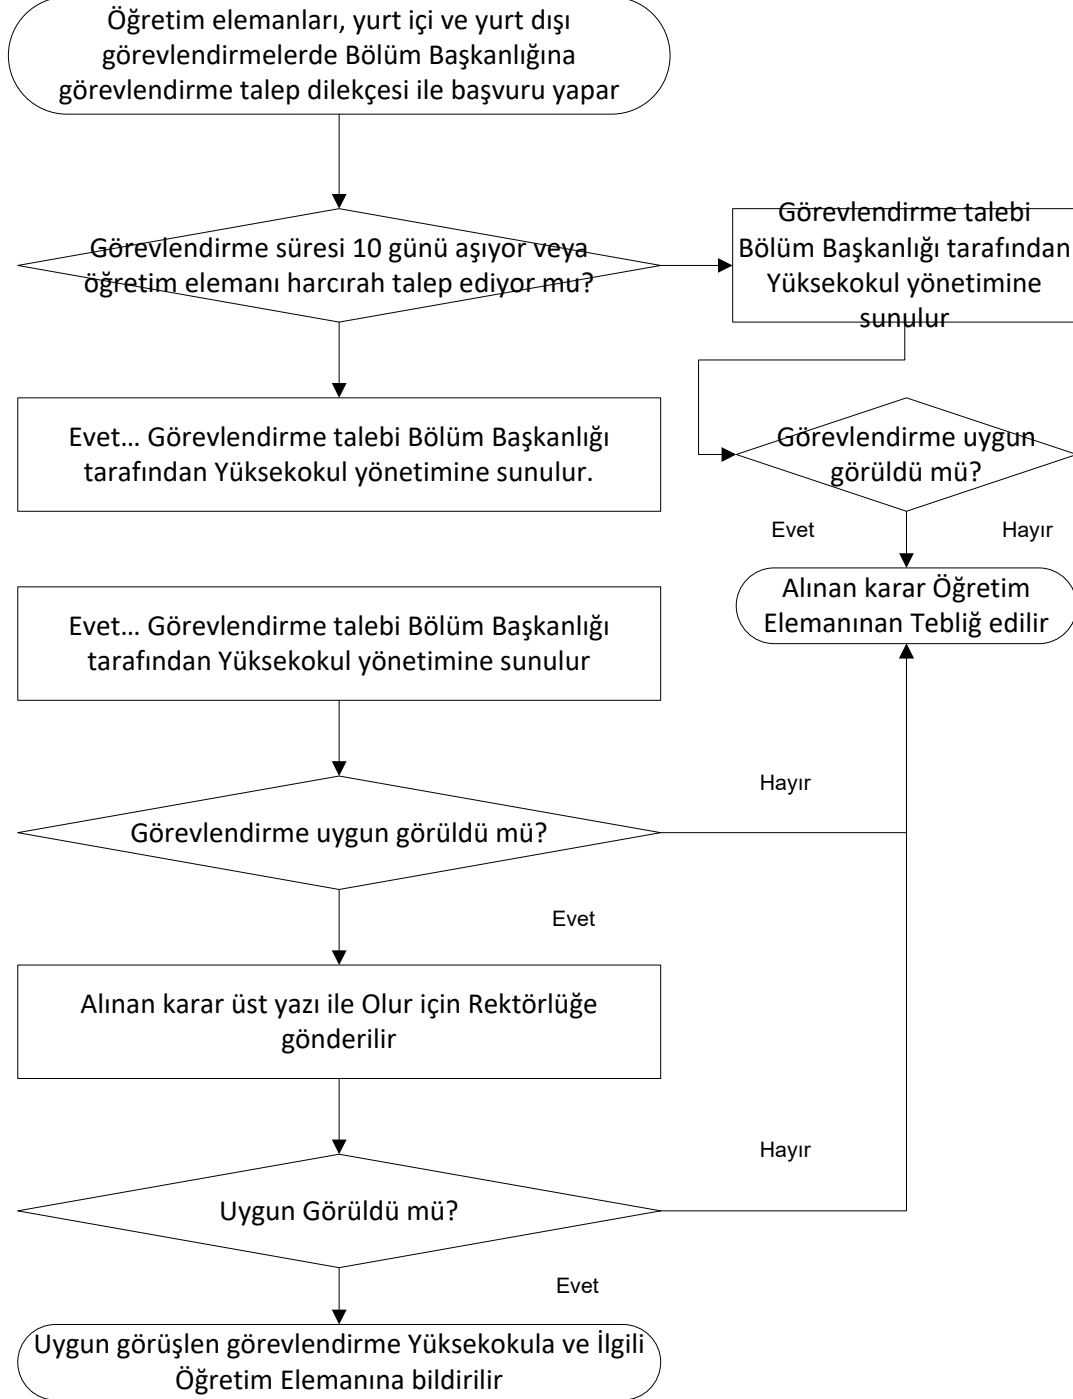 Öğretim elemanları, yurt içi ve yurt dışı
görevlendirmelerde Bölüm Başkanlığına
görevlendirme talep dilekçesi ile başvuru yapar
Görevlendirme süresi 10 günü aşıyor veya
öğretim elemanı harcırah talep ediyor mu?
Görevlendirme talebi
Bölüm Başkanlığı tarafından
Yüksekokul yönetimine
sunulur
Evet... Görevlendirme talebi Bölüm Başkanlığı
tarafından Yüksekokul yönetimine sunulur.
Görevlendirme uygun
görüldü mü?
Evet
Hayır
Alınan karar Öğretim
Elemanınan Tebliğ edilir
Evet... Görevlendirme talebi Bölüm Başkanlığı
tarafından Yüksekokul yönetimine sunulur
Hayır
Görevlendirme uygun görüldü mü?
Evet
Alınan karar üst yazı ile Olur için Rektörlüğe
gönderilir
Hayır
Uygun Görüldü mü?
Evet
Uygun görüşlen görevlendirme Yüksekokula ve İlgili
Öğretim Elemanına bildirilir